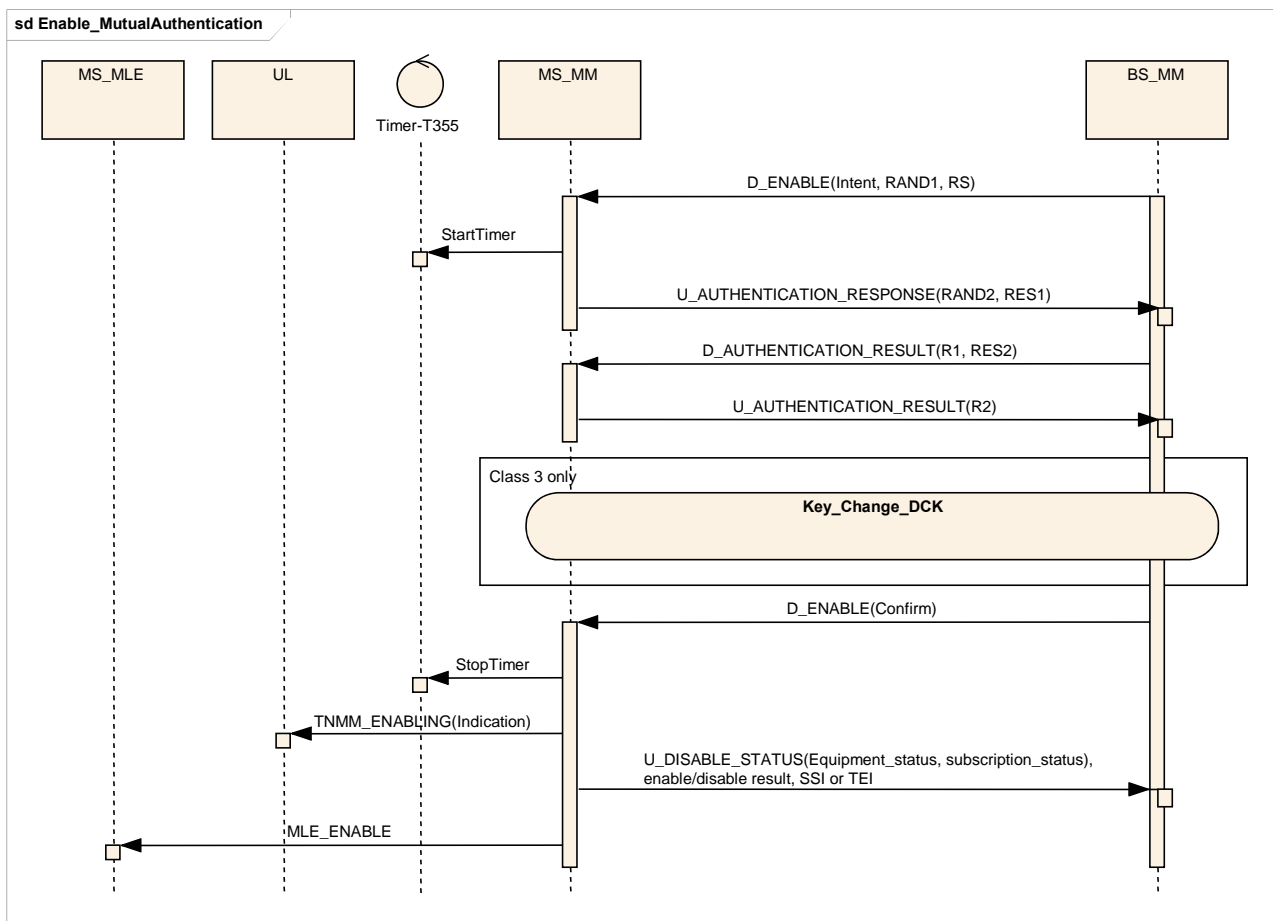 sd Enable_MutualAuthentication
MS_MLE
UL
Timer-T355
MS_MM
BS_MM
D_ENABLE(Intent, RAND1, RS)
StartTimer
U_AUTHENTICATION_RESPONSE(RAND2, RES1)
D_AUTHENTICATION_RESULT(R1, RES2)
U_AUTHENTICATION_RESULT(R2)
Class 3 only
Key_Change_DCK
D_ENABLE(Confirm)
StopTimer
TNMM_ENABLING(Indication)
U_DISABLE_STATUS(Equipment_status, subscription_status),
enable/disable result, SSI or TEI
MLE_ENABLE